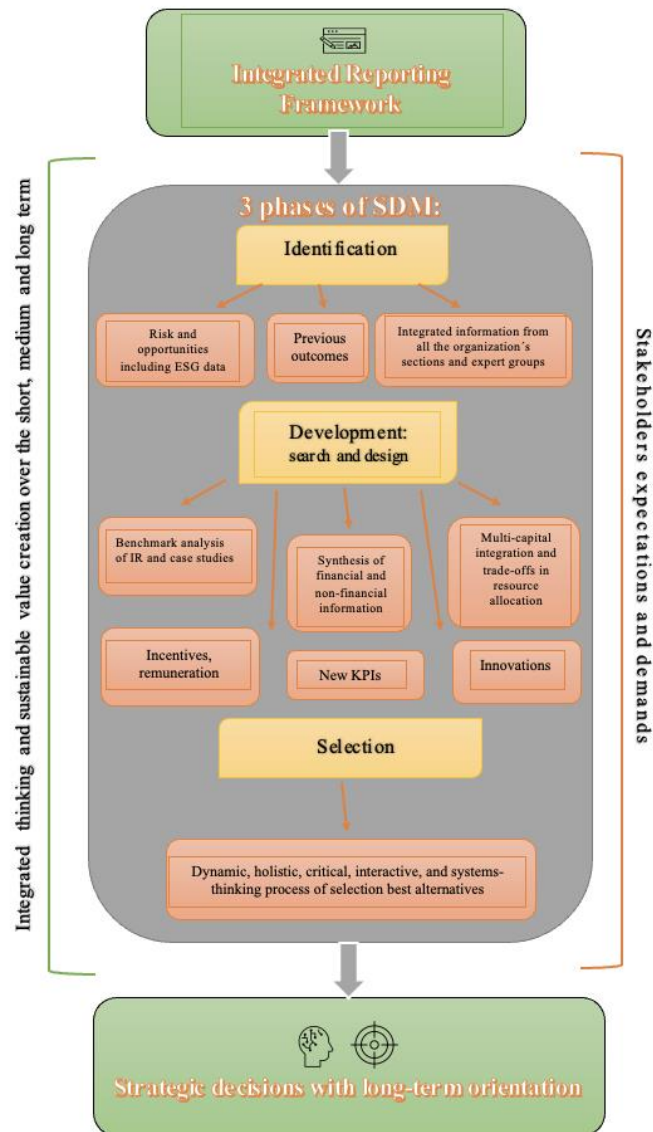 Integrated Reporting
Framework
Integrated thinking and sustainable value creation over the short, medium and long term
Stakeholders expectations and demands
3 phases of SDM:
Identification
Risk and
opportunities
including ESG data
Previous
outcomes
Integrated information from
all the organization´s
sections and expert groups
Development:
search and design
Benchmark analysis
of IR and case studies
Synthesis of
financial and
non-financial
information
Multi-capital
integration and
trade-offs in
resource
allocation
Incentives,
remuneration
New KPIs
Innovations
Selection
Dynamic, holistic, critical, interactive, and systems-
thinking process of selection best alternatives
Strategic decisions with long-term orientation